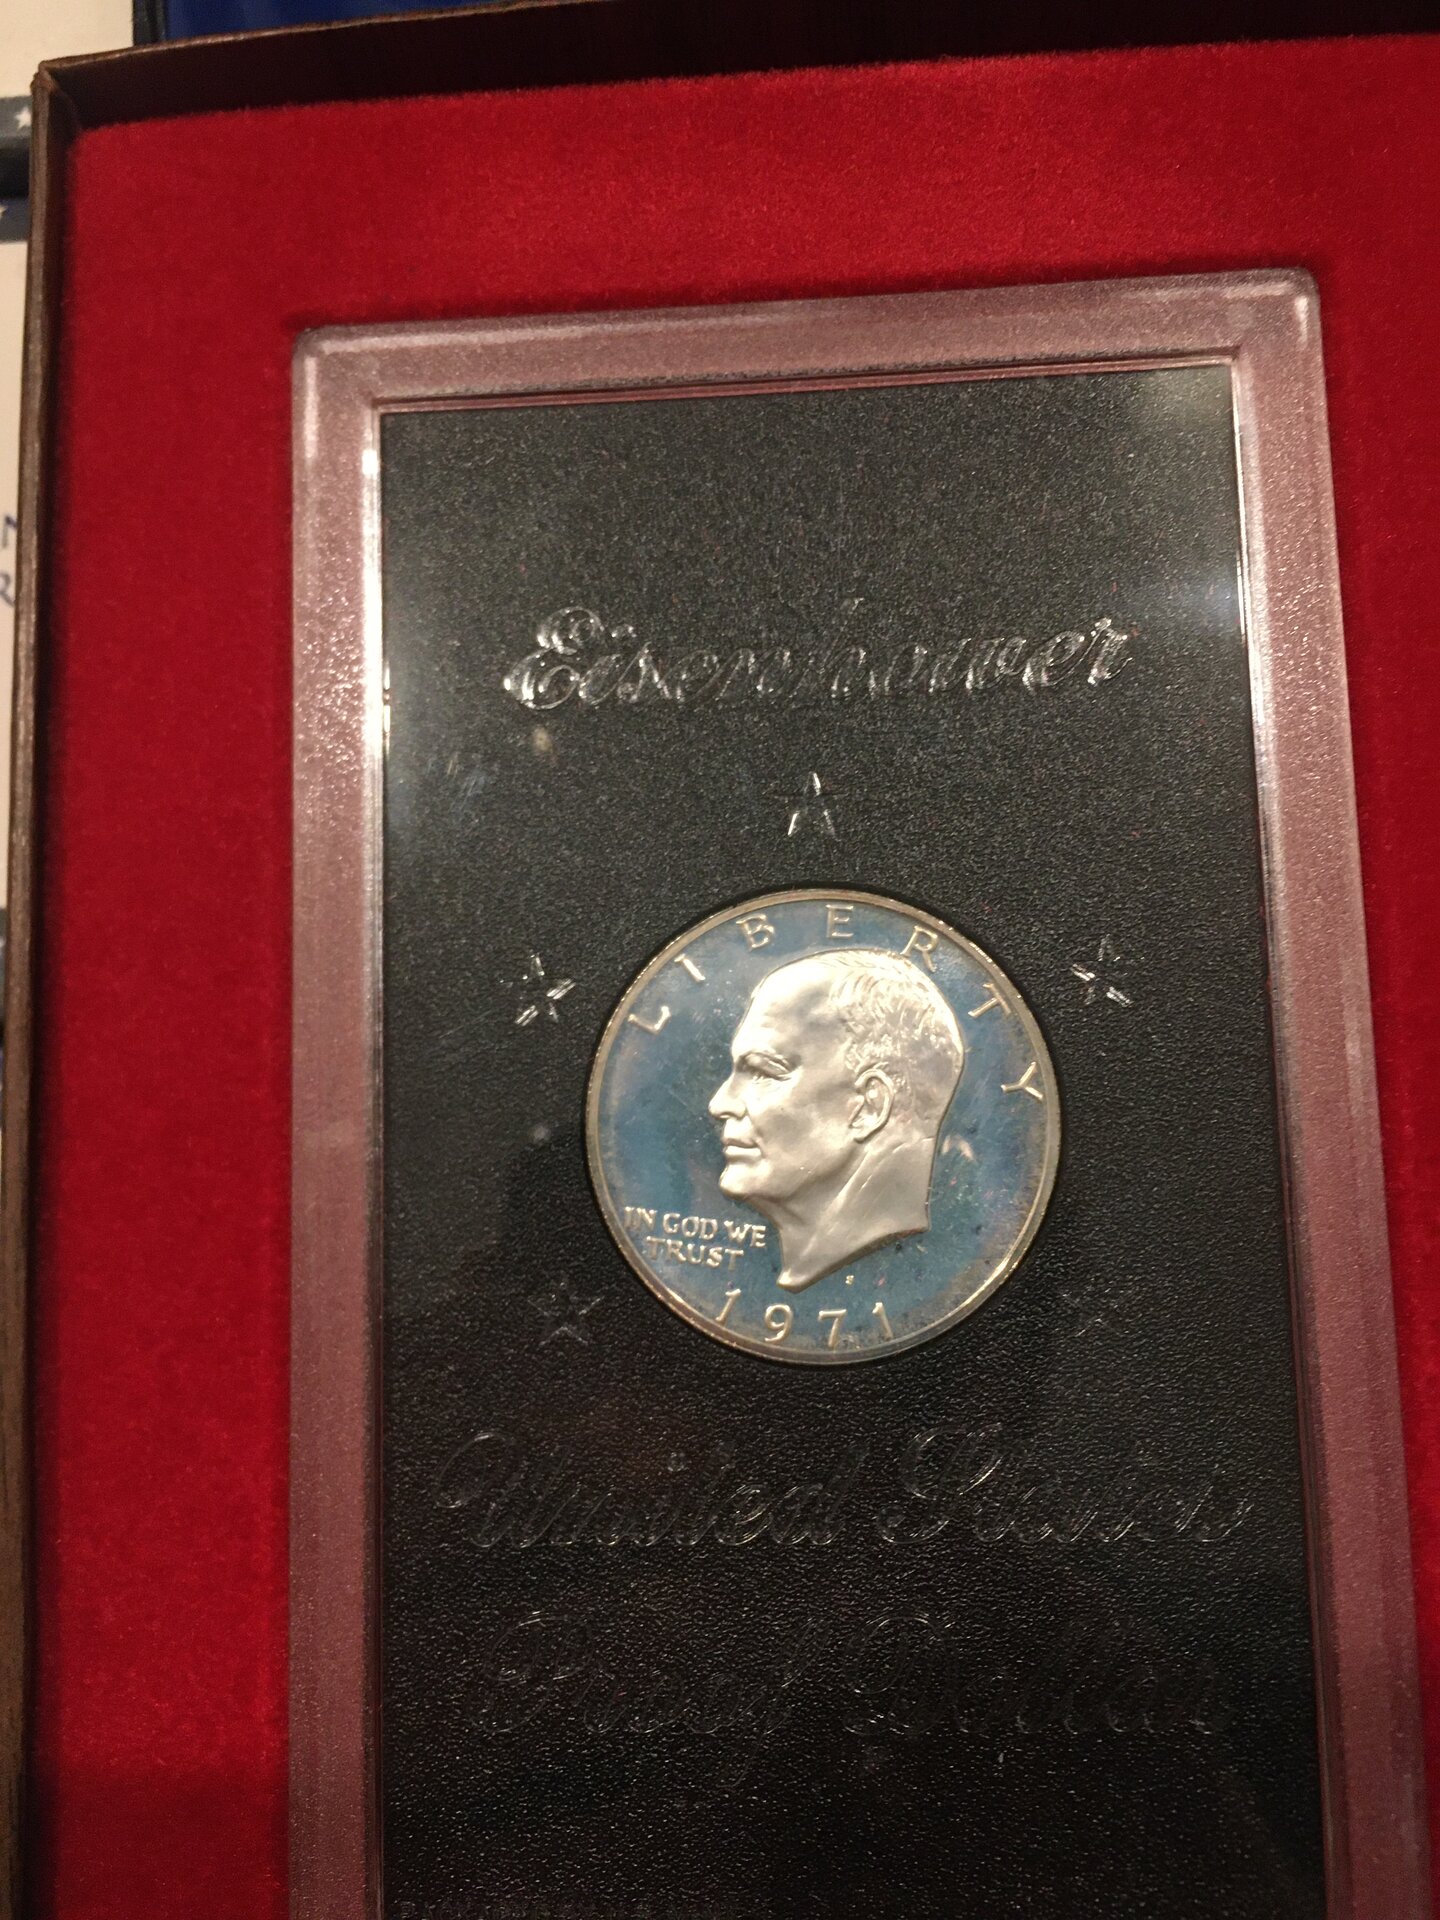 Eisenhower
LIBERTY
IN GOD WE
TRUST
S
1971
United States
Proof Dollar